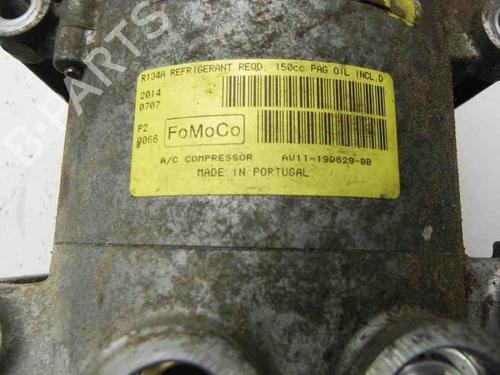 R134A REFRIGERANT REQD. 150cc PAG OIL INCL.D
2014
0707
P2
0066
FoMoCo
A/C COMPRESSOR AV11-19D629-BB
MADE IN PORTUGAL
B-PARTS